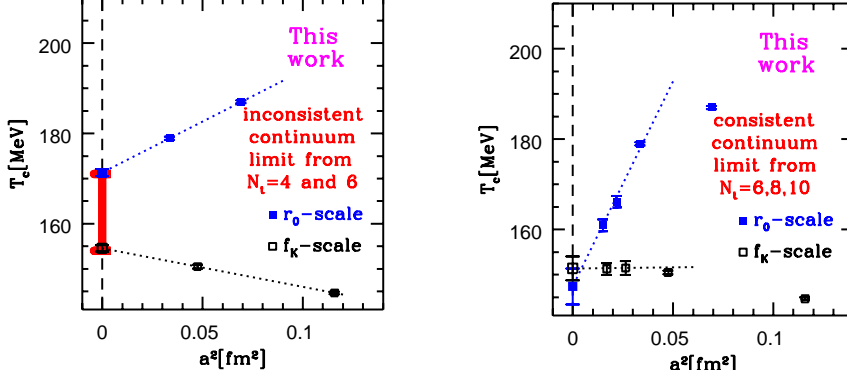 This
work
200
180
160
T_c[MeV]
inconsistent
continuum
limit from
N_t=4 and 6
r_0-scale
f_K-scale
0
0.05
0.1
a²[fm²]
This
work
200
180
160
T_c[MeV]
consistent
continuum
limit from
N_t=6,8,10
r_0-scale
f_K-scale
0
0.05
0.1
a²[fm²]